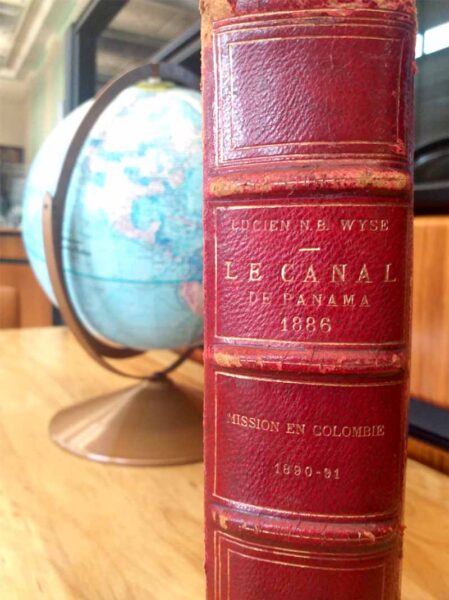 LUCIEN N.B. WYSE
LE CANAL
DE PANAMA
1886
MISSION EN COLOMBIE
1890-91